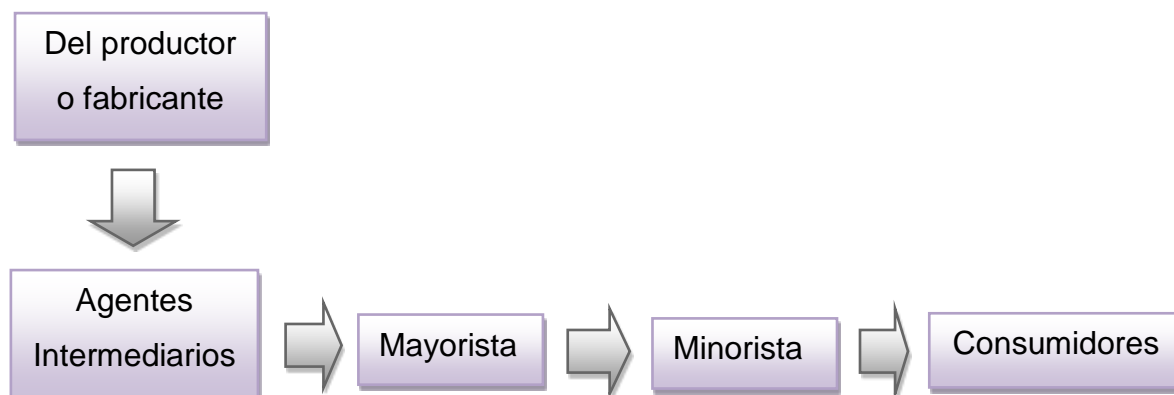 Del productor
o fabricante
Agentes
Intermediarios
Mayorista
Minorista
Consumidores